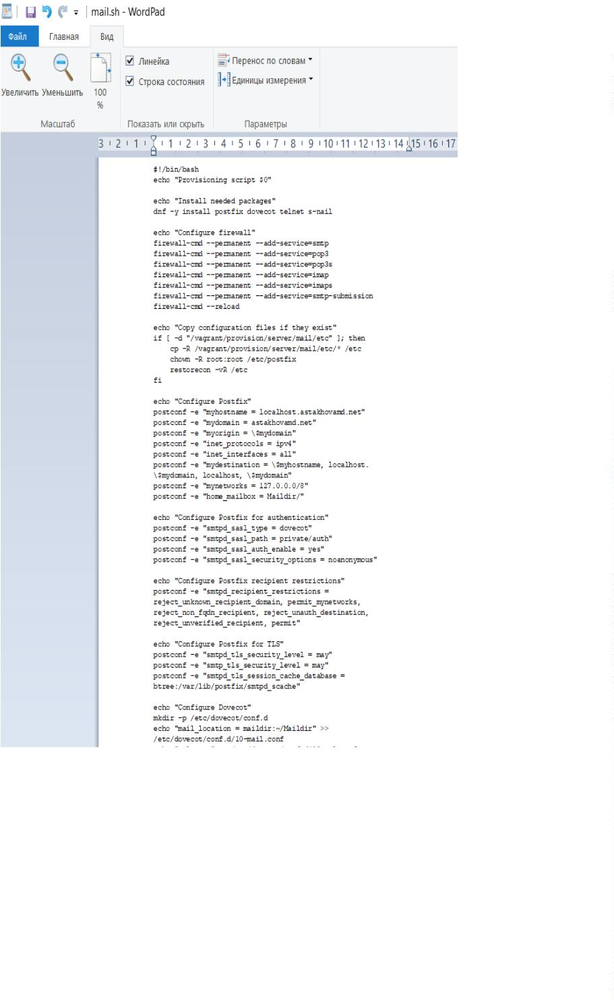 mail.sh - WordPad
Файл Главная Вид
Увеличить Уменьшить 100 %
Масштаб
Линейка
Строка состояния
Показать или скрыть
Перенос по словам
Единицы измерения
Параметры
3 2 1 1 2 3 4 5 6 7 8 9 10 11 12 13 14 15 16 17
#!/bin/bash
echo "Provisioning script $0"

echo "Install needed packages"
dnf -y install postfix dovecot telnet s-nail

echo "Configure firewall"
firewall-cmd --permanent --add-service=smtp
firewall-cmd --permanent --add-service=pop3
firewall-cmd --permanent --add-service=pop3s
firewall-cmd --permanent --add-service=imap
firewall-cmd --permanent --add-service=imaps
firewall-cmd --permanent --add-service=smtp-submission
firewall-cmd --reload

echo "Copy configuration files if they exist"
if [ -d "/vagrant/provision/server/mail/etc" ]; then
    cp -R /vagrant/provision/server/mail/etc/* /etc
    chown -R root:root /etc/postfix
    restorecon -vR /etc
fi

echo "Configure Postfix"
postconf -e "myhostname = localhost.astakhovamd.net"
postconf -e "mydomain = astakhovamd.net"
postconf -e "myorigin = \$mydomain"
postconf -e "inet_protocols = ipv4"
postconf -e "inet_interfaces = all"
postconf -e "mydestination = \$myhostname, localhost.
\$mydomain, localhost, \$mydomain"
postconf -e "mynetworks = 127.0.0.0/8"
postconf -e "home_mailbox = Maildir/"

echo "Configure Postfix for authentication"
postconf -e "smtpd_sasl_type = dovecot"
postconf -e "smtpd_sasl_path = private/auth"
postconf -e "smtpd_sasl_auth_enable = yes"
postconf -e "smtpd_sasl_security_options = noanonymous"

echo "Configure Postfix recipient restrictions"
postconf -e "smtpd_recipient_restrictions =
reject_unknown_recipient_domain, permit_mynetworks,
reject_non_fqdn_recipient, reject_unauth_destination,
reject_unverified_recipient, permit"

echo "Configure Postfix for TLS"
postconf -e "smtpd_tls_security_level = may"
postconf -e "smtp_tls_security_level = may"
postconf -e "smtpd_tls_session_cache_database =
btree:/var/lib/postfix/smtpd_scache"

echo "Configure Dovecot"
mkdir -p /etc/dovecot/conf.d
echo "mail_location = maildir:~/Maildir" >>
/etc/dovecot/conf.d/10-mail.conf